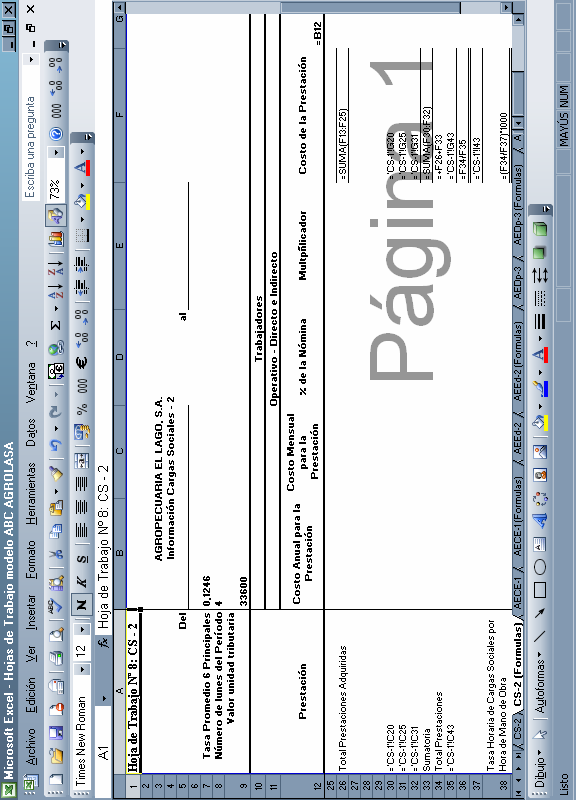 Microsoft Excel - Hojas de Trabajo modelo ABC AGROLASA
Archivo Edición Ver Insertar Formato Herramientas Datos Ventana ?
Escriba una pregunta
73%
Times New Roman 12 N K S % 000 €
A1 fx Hoja de Trabajo Nº 8: CS - 2
A B C D E F G
1 Hoja de Trabajo Nº 8: CS - 2
2
3 AGROPECUARIA EL LAGO, S.A.
4 Información Cargas Sociales - 2
5 Del al
6
7 Tasa Promedio 6 Principales 0,1246
8 Número de lunes del Período 4
Valor unidad tributaria
9 33600
10 Trabajadores
11 Operativo - Directo e Indirecto
12 Prestación Costo Anual para la Prestación Costo Mensual para la Prestación % de la Nómina Multplicador Costo de la Prestación =B12
25
26 Total Prestaciones Adquiridas =SUMA(F13:F25)
30 ='CS-1'!C20 ='CS-1'!G20
31 ='CS-1'!C25 ='CS-1'!G25
32 ='CS-1'!C31 ='CS-1'!G31
33 Sumatoria =SUMA(F30:F32)
34 Total Prestaciones =+F26+F33
35 ='CS-1'!C43 ='CS-1'!G43
36 =F34/F35
37 ='CS-1'!I43
38 Tasa Horaria de Cargas Sociales por Hora de Mano de Obra =(F34/F37)*1000
Página 1
CS-2 CS-2 (Formulas) AECE-1 AECE-1(Formulas) AEEd-2 AEEd-2 (Formulas) AEDp-3 AEDp-3 (Formulas) A
Dibujo Autoformas
Listo MAYÚS NUM